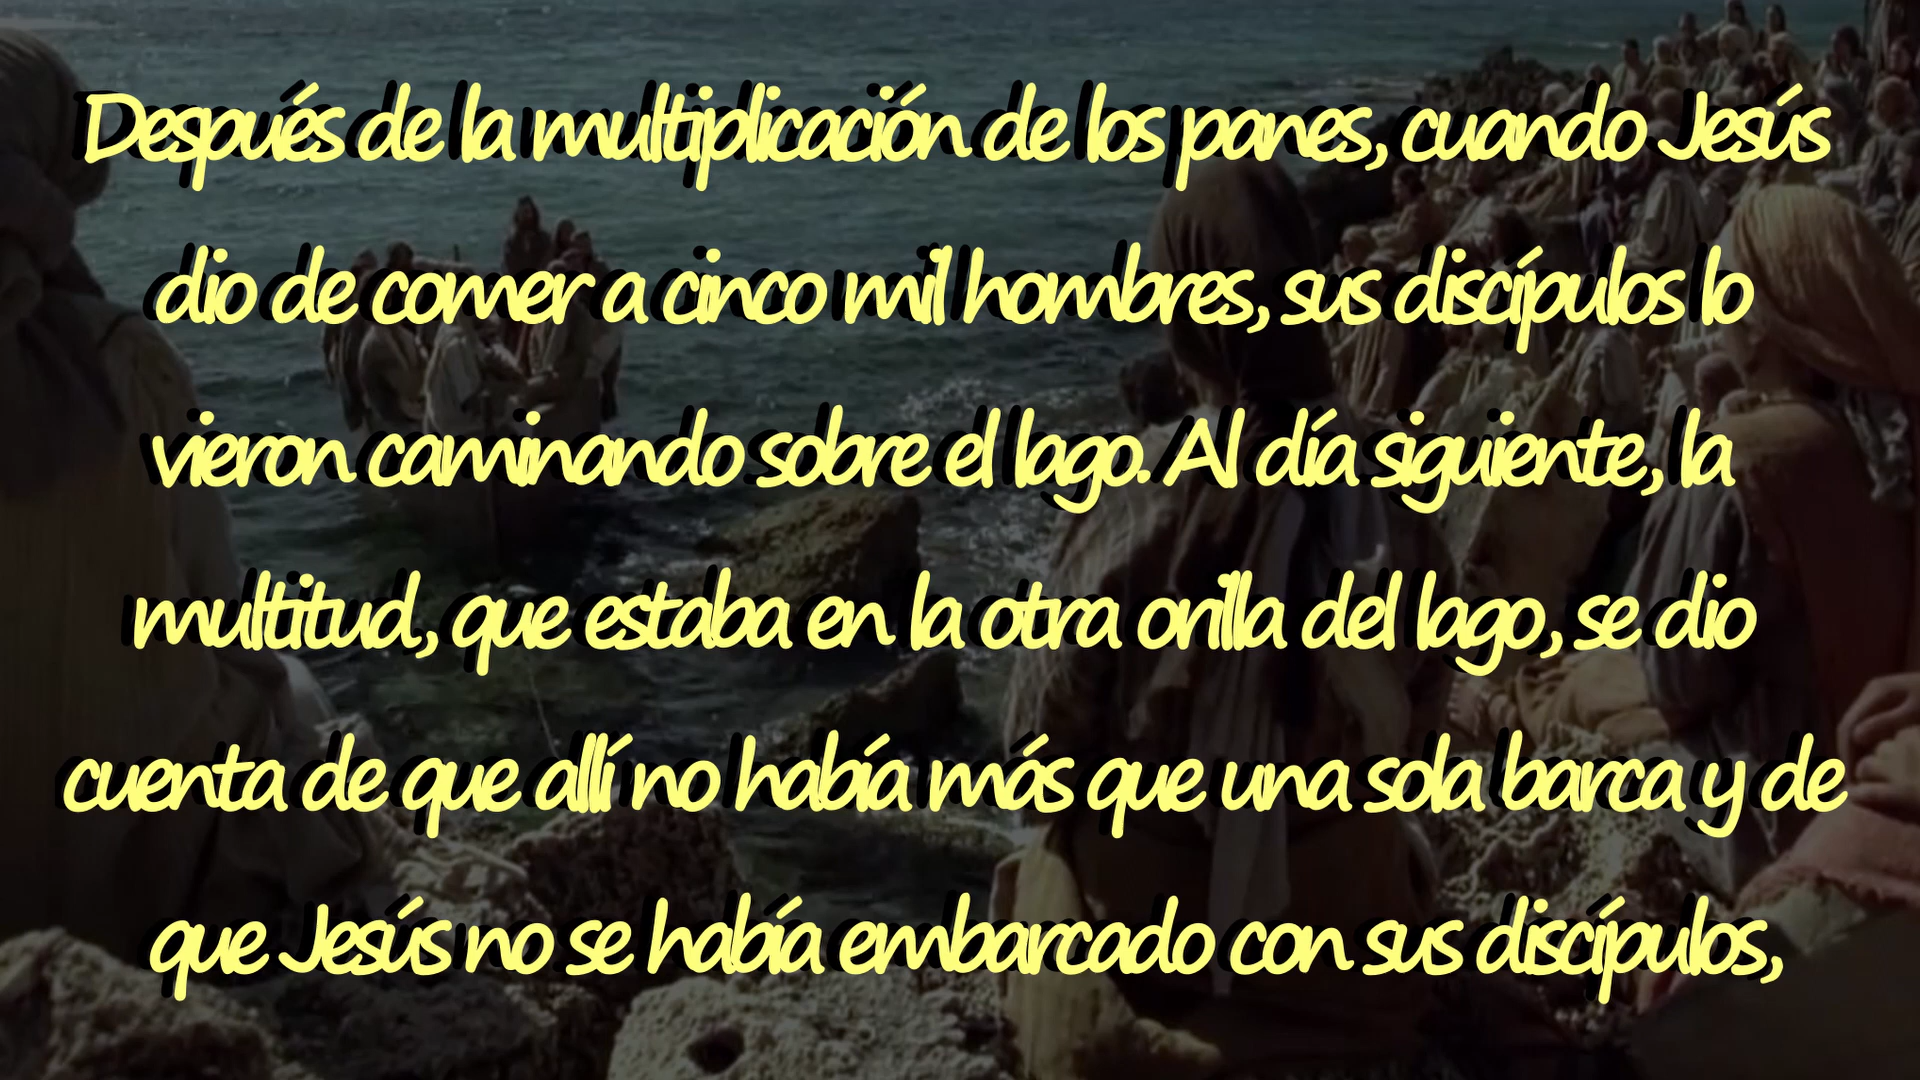 Después de la multiplicación de los panes, cuando Jesús
dio de comer a cinco mil hombres, sus discípulos lo
vieron caminando sobre el lago. Al día siguiente, la
multitud, que estaba en la otra orilla del lago, se dio
cuenta de que allí no había más que una sola barca y de
que Jesús no se había embarcado con sus discípulos,